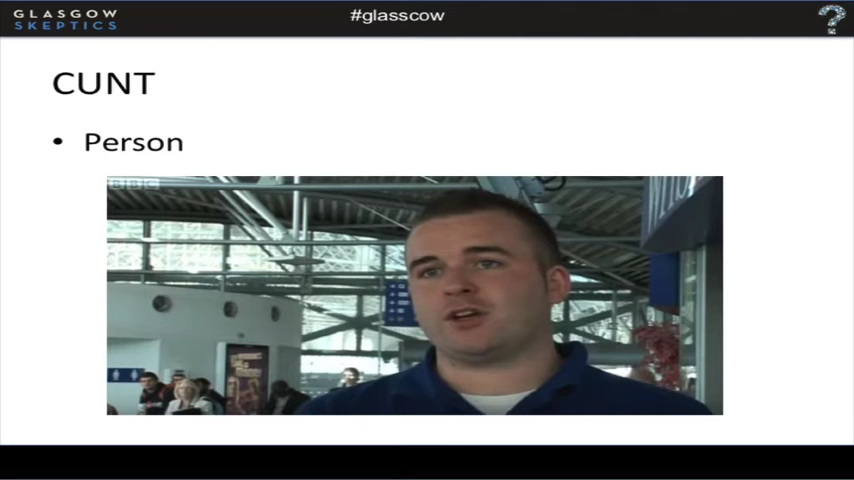 GLASGOW
SKEPTICS
#glasscow
?
CUNT
• Person
BBC